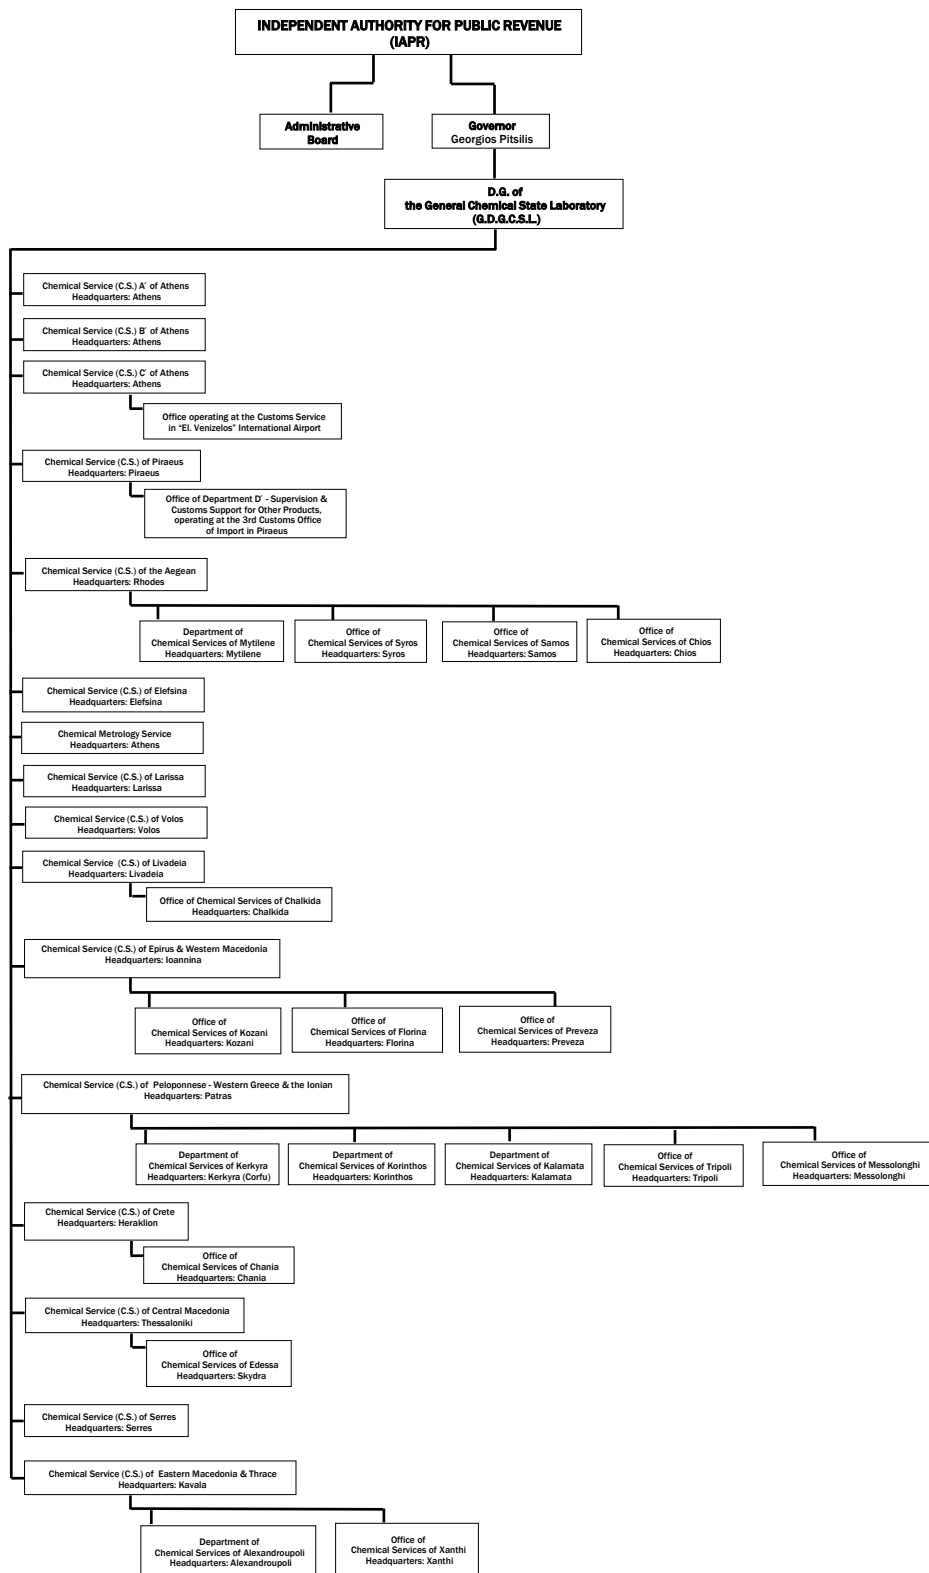 INDEPENDENT AUTHORITY FOR PUBLIC REVENUE
(IAPR)
Administrative
Board
Governor
Georgios Pitsilis
D.G. of
the General Chemical State Laboratory
(G.D.G.C.S.L.)
Chemical Service (C.S.) A΄ of Athens
Headquarters: Athens
Chemical Service (C.S.) B΄ of Athens
Headquarters: Athens
Chemical Service (C.S.) C΄ of Athens
Headquarters: Athens
Office operating at the Customs Service
in "El. Venizelos" International Airport
Chemical Service (C.S.) of Piraeus
Headquarters: Piraeus
Office of Department D΄ - Supervision &
Customs Support for Other Products,
operating at the 3rd Customs Office
of Import in Piraeus
Chemical Service (C.S.) of the Aegean
Headquarters: Rhodes
Department of
Chemical Services of Mytilene
Headquarters: Mytilene
Office of
Chemical Services of Syros
Headquarters: Syros
Office of
Chemical Services of Samos
Headquarters: Samos
Office of
Chemical Services of Chios
Headquarters: Chios
Chemical Service (C.S.) of Elefsina
Headquarters: Elefsina
Chemical Metrology Service
Headquarters: Athens
Chemical Service (C.S.) of Larissa
Headquarters: Larissa
Chemical Service (C.S.) of Volos
Headquarters: Volos
Chemical Service (C.S.) of Livadeia
Headquarters: Livadeia
Office of Chemical Services of Chalkida
Headquarters: Chalkida
Chemical Service (C.S.) of Epirus & Western Macedonia
Headquarters: Ioannina
Office of
Chemical Services of Kozani
Headquarters: Kozani
Office of
Chemical Services of Florina
Headquarters: Florina
Office of
Chemical Services of Preveza
Headquarters: Preveza
Chemical Service (C.S.) of Peloponnese - Western Greece & the Ionian
Headquarters: Patras
Department of
Chemical Services of Kerkyra
Headquarters: Kerkyra (Corfu)
Department of
Chemical Services of Korinthos
Headquarters: Korinthos
Department of
Chemical Services of Kalamata
Headquarters: Kalamata
Office of
Chemical Services of Tripoli
Headquarters: Tripoli
Office of
Chemical Services of Messolonghi
Headquarters: Messolonghi
Chemical Service (C.S.) of Crete
Headquarters: Heraklion
Office of
Chemical Services of Chania
Headquarters: Chania
Chemical Service (C.S.) of Central Macedonia
Headquarters: Thessaloniki
Office of
Chemical Services of Edessa
Headquarters: Skydra
Chemical Service (C.S.) of Serres
Headquarters: Serres
Chemical Service (C.S.) of Eastern Macedonia & Thrace
Headquarters: Kavala
Department of
Chemical Services of Alexandroupoli
Headquarters: Alexandroupoli
Office of
Chemical Services of Xanthi
Headquarters: Xanthi